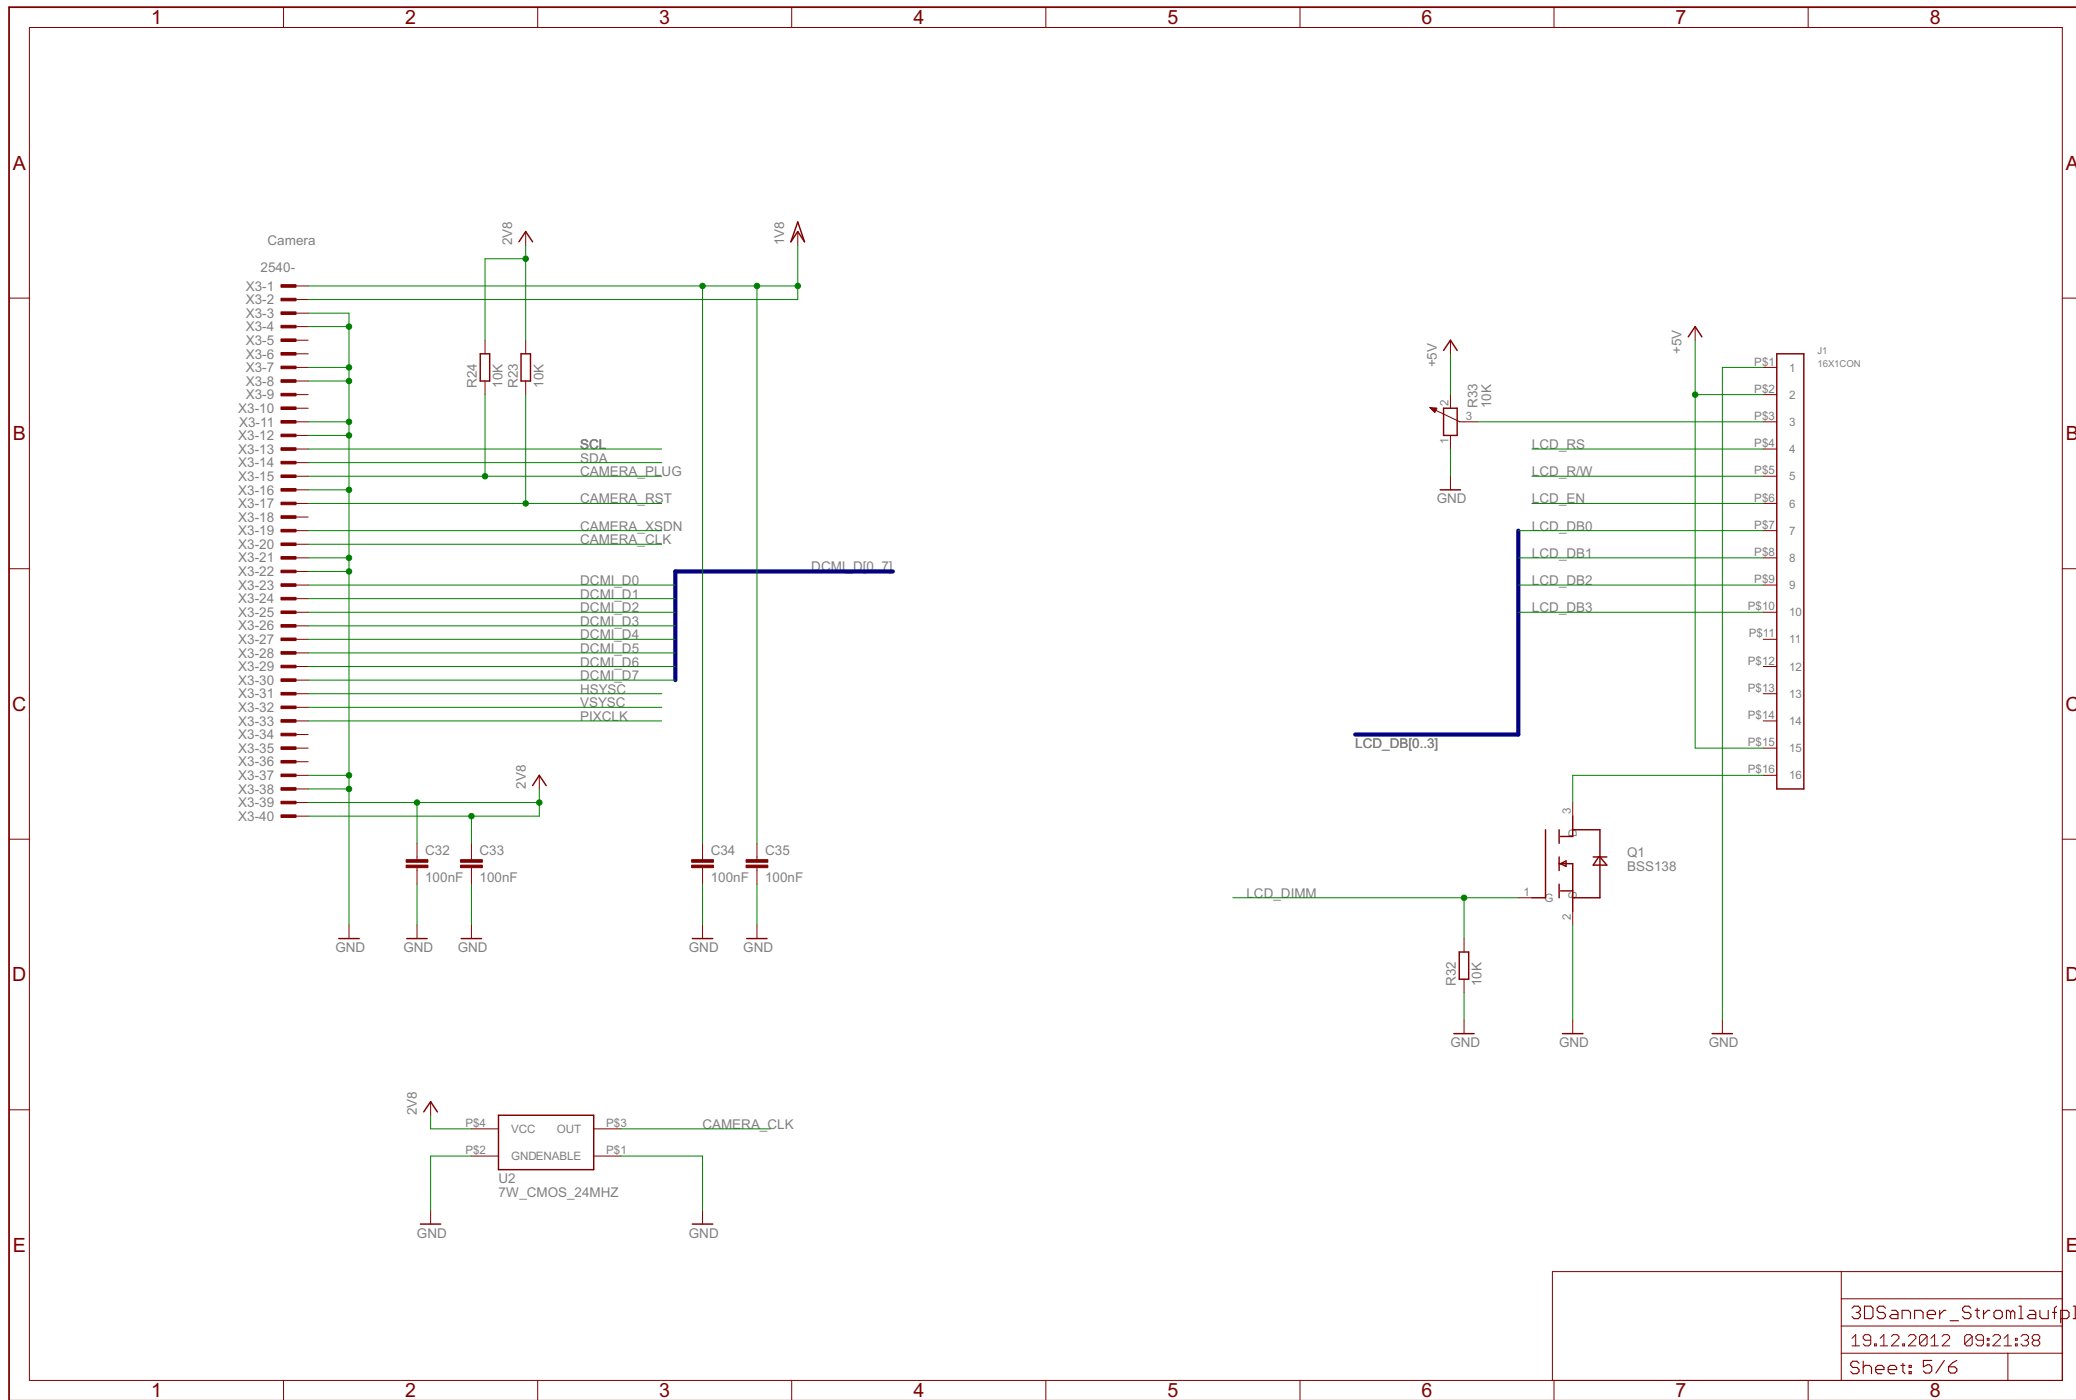 1 2 3 4 5 6 7 8
A A
B B
C C
D D
E E
Camera
2540-
X3-1
X3-2
X3-3
X3-4
X3-5
X3-6
X3-7
X3-8
X3-9
X3-10
X3-11
X3-12
X3-13
X3-14
X3-15
X3-16
X3-17
X3-18
X3-19
X3-20
X3-21
X3-22
X3-23
X3-24
X3-25
X3-26
X3-27
X3-28
X3-29
X3-30
X3-31
X3-32
X3-33
X3-34
X3-35
X3-36
X3-37
X3-38
X3-39
X3-40
2V8
1V8
R24
10K
R23
10K
SCL
SDA
CAMERA_PLUG
CAMERA_RST
CAMERA_XSDN
CAMERA_CLK
DCMI_D[0..7]
DCMI_D0
DCMI_D1
DCMI_D2
DCMI_D3
DCMI_D4
DCMI_D5
DCMI_D6
DCMI_D7
HSYSC
VSYSC
PIXCLK
2V8
C32
100nF
C33
100nF
C34
100nF
C35
100nF
GND GND GND GND GND
2V8
P$4 VCC OUT P$3 CAMERA_CLK
P$2 GNDENABLE P$1
U2
7W_CMOS_24MHZ
GND GND
+5V
R33
10K
2
3
1
GND
+5V
J1
16X1CON
P$1 1
P$2 2
P$3 3
LCD_RS P$4 4
LCD_R/W P$5 5
LCD_EN P$6 6
LCD_DB0 P$7 7
LCD_DB1 P$8 8
LCD_DB2 P$9 9
LCD_DB3 P$10 10
P$11 11
P$12 12
P$13 13
P$14 14
P$15 15
P$16 16
LCD_DB[0..3]
3
D
Q1
BSS138
LCD_DIMM
1 G S
2
R32
10K
GND GND GND
3DSanner_Stromlaufpl
19.12.2012 09:21:38
Sheet: 5/6
1 2 3 4 5 6 7 8